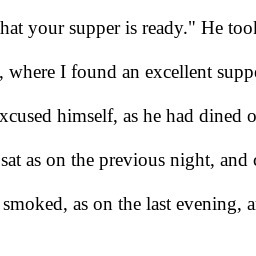 hat your supper is ready." He took
, where I found an excellent suppe
xcused himself, as he had dined o
sat as on the previous night, and
smoked, as on the last evening, a